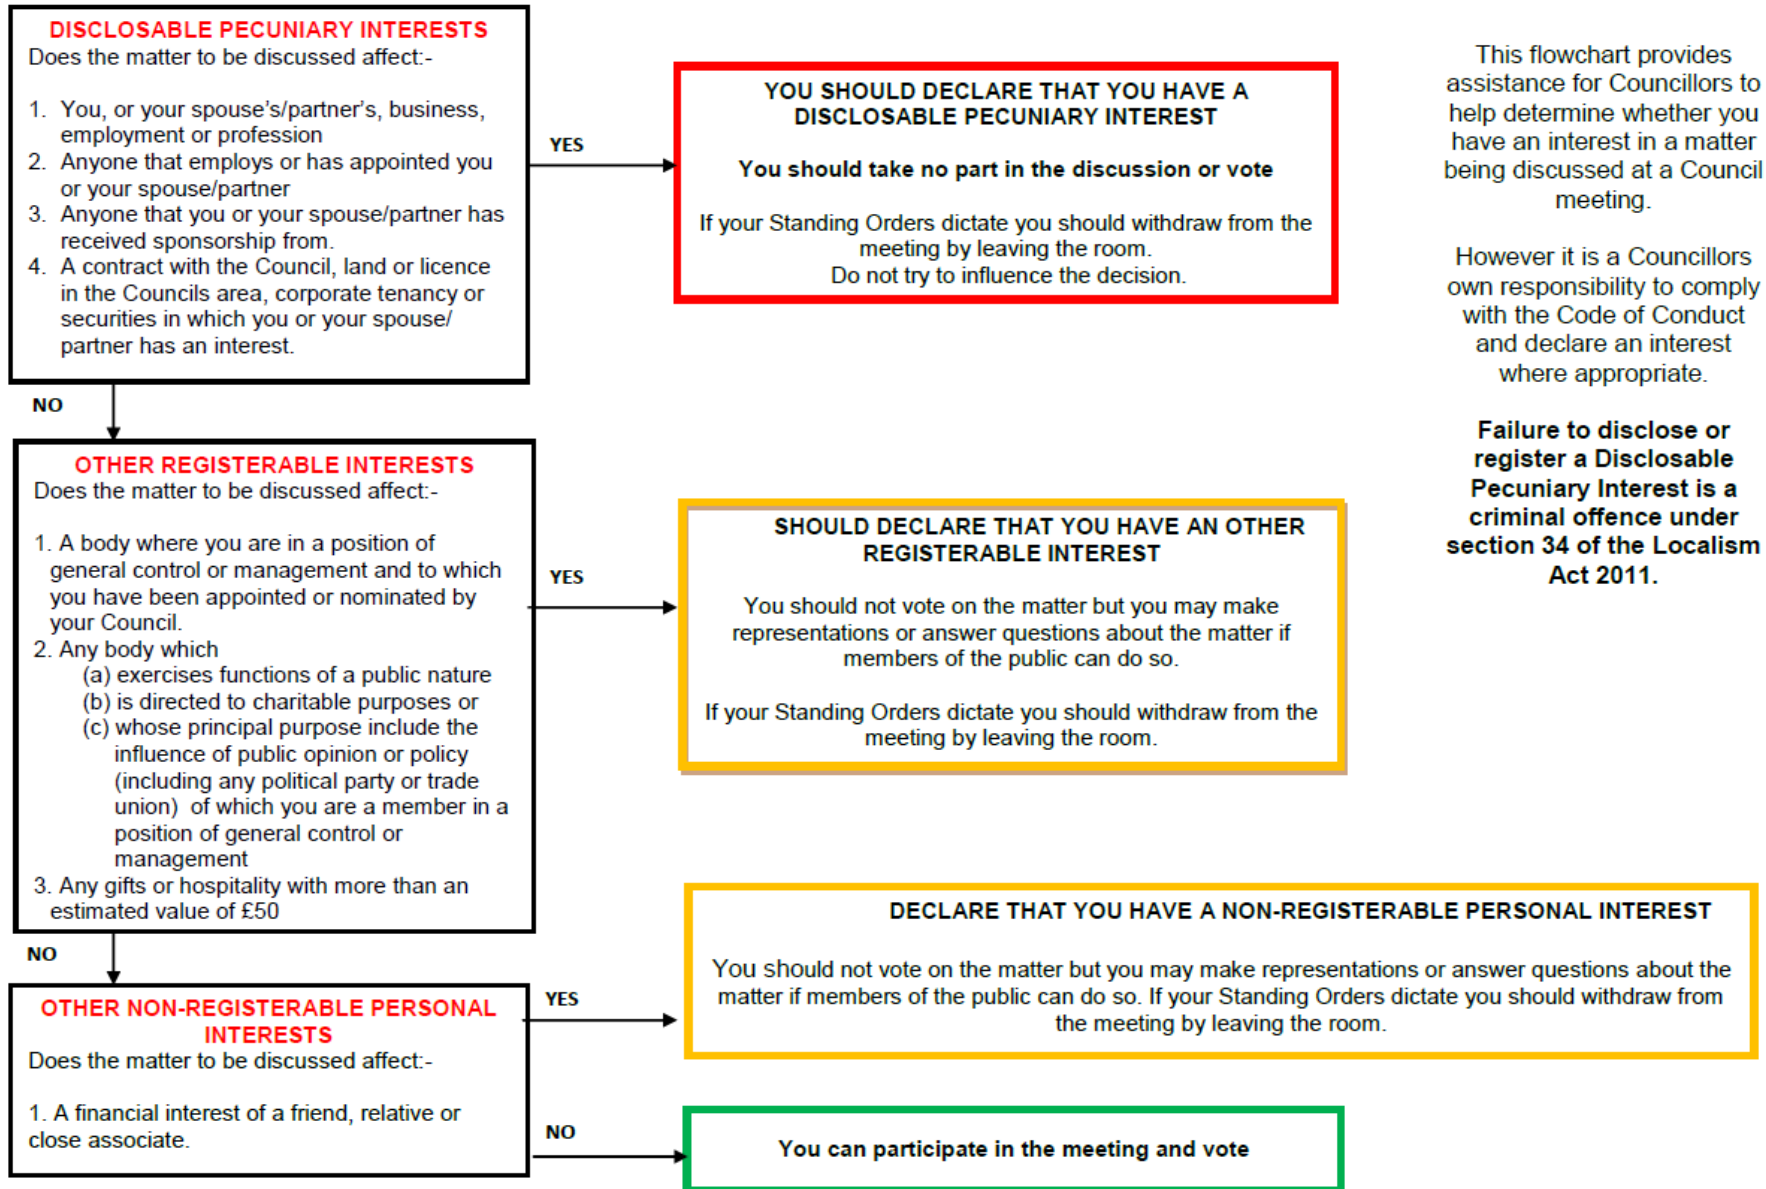 DISCLOSABLE PECUNIARY INTERESTS
Does the matter to be discussed affect:-
1. You, or your spouse's/partner's, business,
employment or profession
2. Anyone that employs or has appointed you
or your spouse/partner
3. Anyone that you or your spouse/partner has
received sponsorship from.
4. A contract with the Council, land or licence
in the Councils area, corporate tenancy or
securities in which you or your spouse/
partner has an interest.
YES
YOU SHOULD DECLARE THAT YOU HAVE A
DISCLOSABLE PECUNIARY INTEREST
You should take no part in the discussion or vote
If your Standing Orders dictate you should withdraw from the
meeting by leaving the room.
Do not try to influence the decision.
This flowchart provides
assistance for Councillors to
help determine whether you
have an interest in a matter
being discussed at a Council
meeting.
However it is a Councillors
own responsibility to comply
with the Code of Conduct
and declare an interest
where appropriate.
Failure to disclose or
register a Disclosable
Pecuniary Interest is a
criminal offence under
section 34 of the Localism
Act 2011.
NO
OTHER REGISTERABLE INTERESTS
Does the matter to be discussed affect:-
1. A body where you are in a position of
general control or management and to which
you have been appointed or nominated by
your Council.
2. Any body which
(a) exercises functions of a public nature
(b) is directed to charitable purposes or
(c) whose principal purpose include the
influence of public opinion or policy
(including any political party or trade
union) of which you are a member in a
position of general control or
management
3. Any gifts or hospitality with more than an
estimated value of £50
YES
SHOULD DECLARE THAT YOU HAVE AN OTHER
REGISTERABLE INTEREST
You should not vote on the matter but you may make
representations or answer questions about the matter if
members of the public can do so.
If your Standing Orders dictate you should withdraw from the
meeting by leaving the room.
NO
OTHER NON-REGISTERABLE PERSONAL
INTERESTS
Does the matter to be discussed affect:-
1. A financial interest of a friend, relative or
close associate.
YES
DECLARE THAT YOU HAVE A NON-REGISTERABLE PERSONAL INTEREST
You should not vote on the matter but you may make representations or answer questions about the
matter if members of the public can do so. If your Standing Orders dictate you should withdraw from
the meeting by leaving the room.
NO
You can participate in the meeting and vote